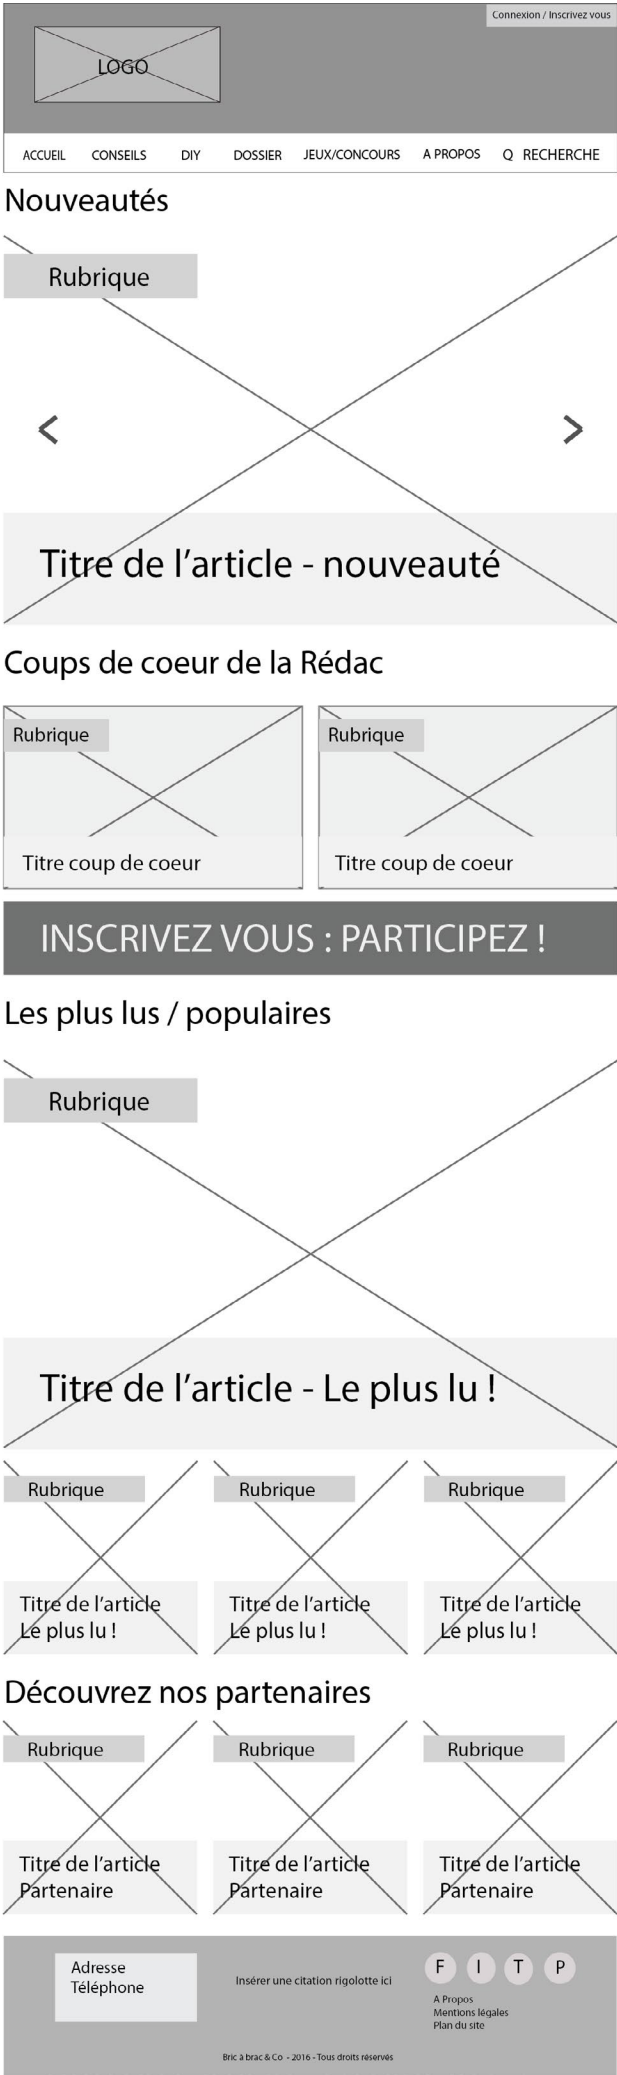 Connexion / Inscrivez vous
LOGO
ACCUEIL CONSEILS DIY DOSSIER JEUX/CONCOURS A PROPOS Q RECHERCHE
Nouveautés
Rubrique
< >
Titre de l'article - nouveauté
Coups de coeur de la Rédac
Rubrique Rubrique
Titre coup de coeur Titre coup de coeur
INSCRIVEZ VOUS : PARTICIPEZ !
Les plus lus / populaires
Rubrique
Titre de l'article - Le plus lu !
Rubrique Rubrique Rubrique
Titre de l'article Titre de l'article Titre de l'article
Le plus lu ! Le plus lu ! Le plus lu !
Découvrez nos partenaires
Rubrique Rubrique Rubrique
Titre de l'article Titre de l'article Titre de l'article
Partenaire Partenaire Partenaire
Adresse
Téléphone
Insérer une citation rigolotte ici
F I T P
A Propos
Mentions légales
Plan du site
Bric à brac & Co - 2016 - Tous droits réservés